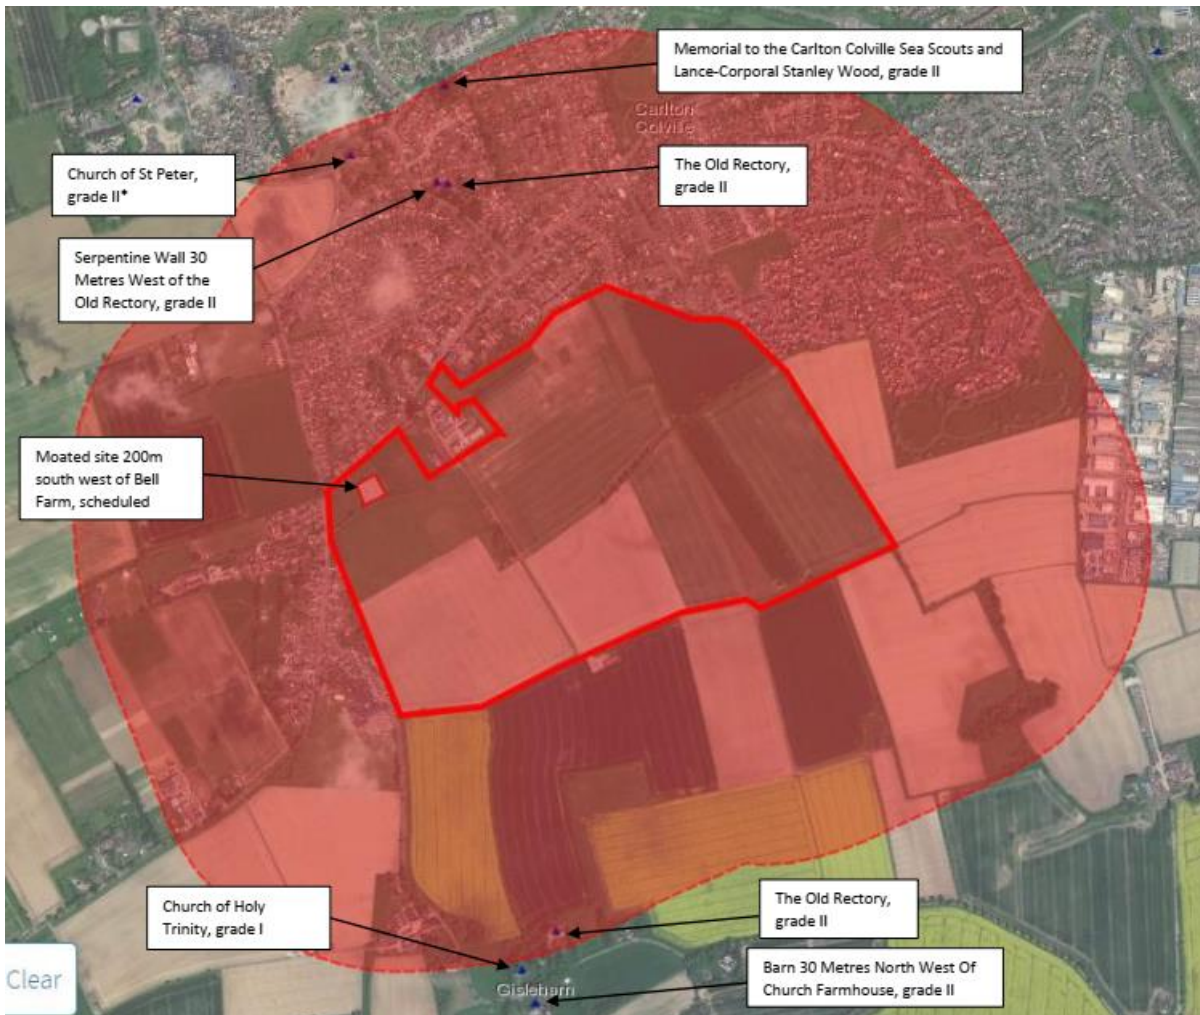 Memorial to the Carlton Colville Sea Scouts and
Lance-Corporal Stanley Wood, grade II
Carlton
Colville
Church of St Peter,
grade II*
The Old Rectory,
grade II
Serpentine Wall 30
Metres West of the
Old Rectory, grade II
Moated site 200m
south west of Bell
Farm, scheduled
Church of Holy
Trinity, grade I
The Old Rectory,
grade II
Clear
Gisleham
Barn 30 Metres North West Of
Church Farmhouse, grade II